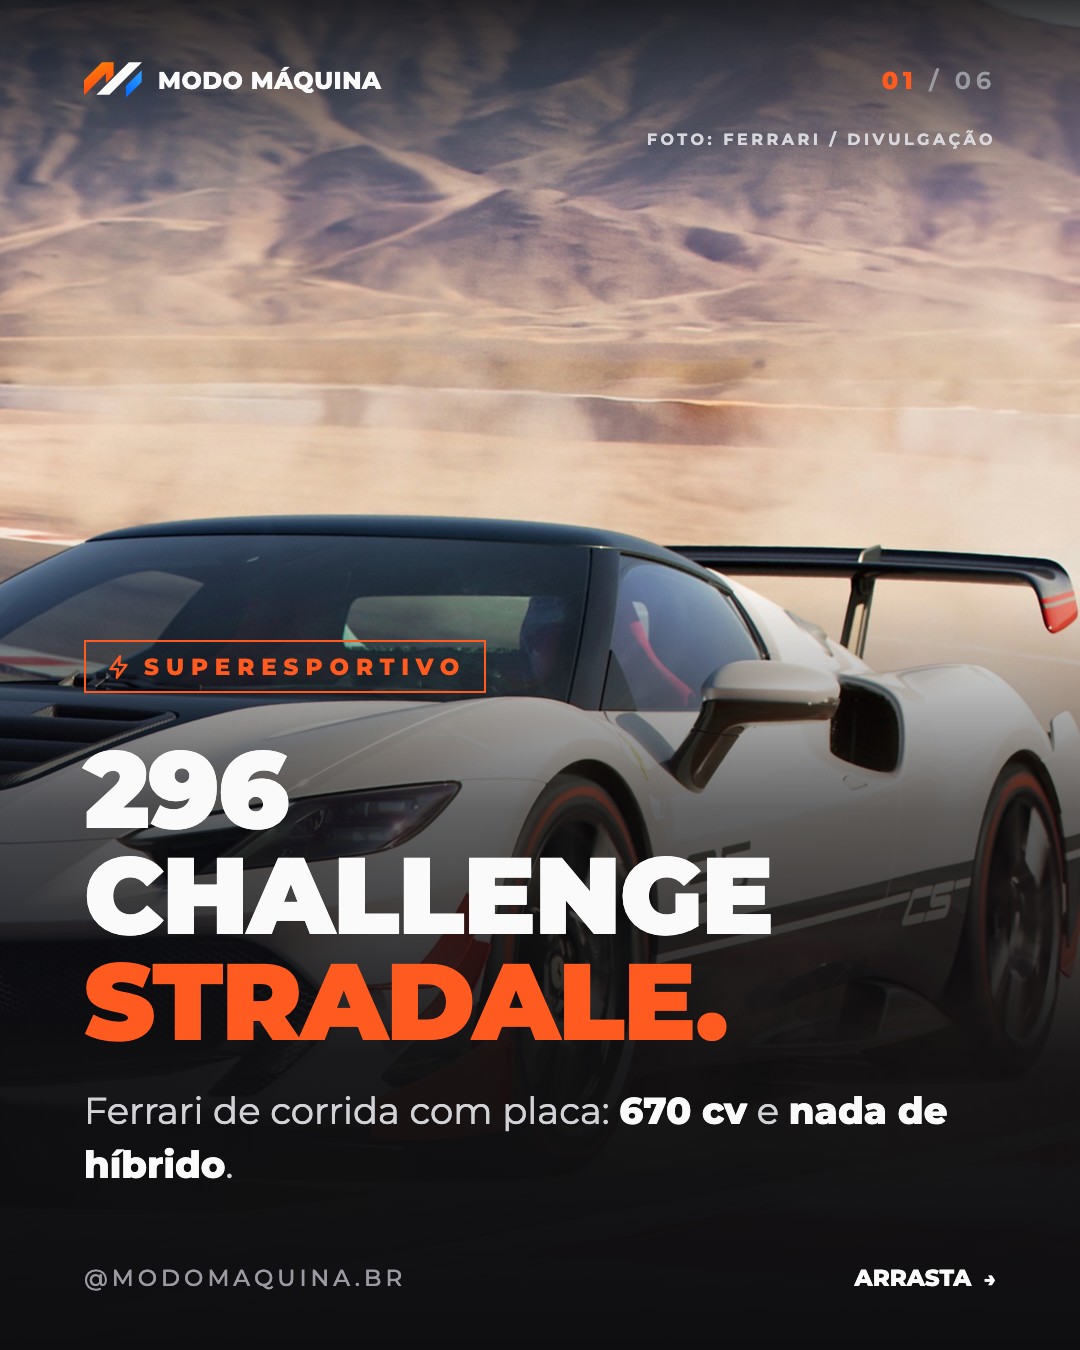 MODO MÁQUINA
01 / 06
FOTO: FERRARI / DIVULGAÇÃO
SUPERESPORTIVO
296
CHALLENGE
STRADALE.
CS
Ferrari de corrida com placa: 670 cv e nada de
híbrido.
@MODOMAQUINA.BR
ARRASTA →